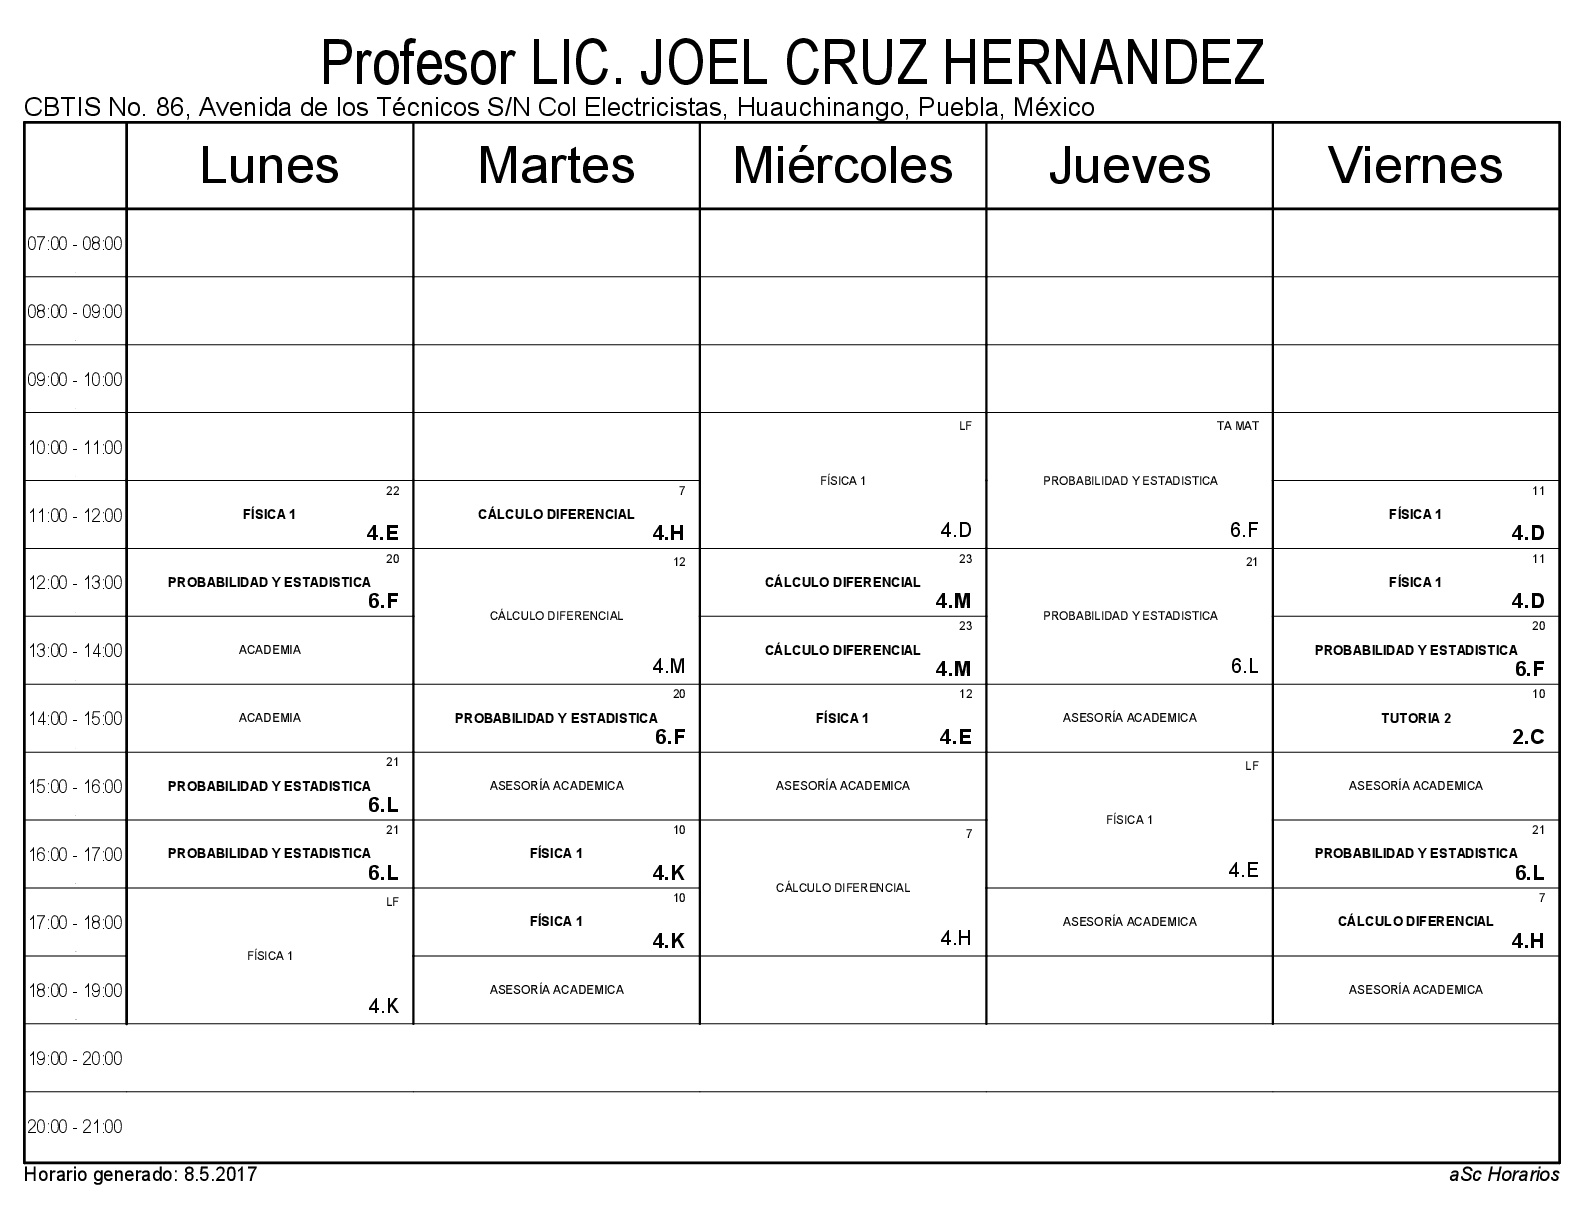 Profesor LIC. JOEL CRUZ HERNANDEZ
CBTIS No. 86, Avenida de los Técnicos S/N Col Electricistas, Huauchinango, Puebla, México
Lunes Martes Miércoles Jueves Viernes
07:00 - 08:00
08:00 - 09:00
09:00 - 10:00
LF TA MAT
10:00 - 11:00
FÍSICA 1 PROBABILIDAD Y ESTADISTICA
22 7 11
11:00 - 12:00 FÍSICA 1 CÁLCULO DIFERENCIAL FÍSICA 1
4.E 4.H 4.D 6.F 4.D
20 12 23 21 11
12:00 - 13:00 PROBABILIDAD Y ESTADISTICA CÁLCULO DIFERENCIAL FÍSICA 1
6.F 4.M 4.D
CÁLCULO DIFERENCIAL PROBABILIDAD Y ESTADISTICA
23 20
13:00 - 14:00 ACADEMIA CÁLCULO DIFERENCIAL PROBABILIDAD Y ESTADISTICA
4.M 4.M 6.L 6.F
20 12 10
14:00 - 15:00 ACADEMIA PROBABILIDAD Y ESTADISTICA FÍSICA 1 ASESORÍA ACADEMICA TUTORIA 2
6.F 4.E 2.C
21 LF
15:00 - 16:00 PROBABILIDAD Y ESTADISTICA ASESORÍA ACADEMICA ASESORÍA ACADEMICA ASESORÍA ACADEMICA
6.L
FÍSICA 1
21 10 7 21
16:00 - 17:00 PROBABILIDAD Y ESTADISTICA FÍSICA 1 PROBABILIDAD Y ESTADISTICA
6.L 4.K 4.E 6.L
CÁLCULO DIFERENCIAL
LF 10 7
17:00 - 18:00 FÍSICA 1 ASESORÍA ACADEMICA CÁLCULO DIFERENCIAL
4.K 4.H 4.H
FÍSICA 1
18:00 - 19:00 ASESORÍA ACADEMICA ASESORÍA ACADEMICA
4.K
19:00 - 20:00
20:00 - 21:00
Horario generado: 8.5.2017 aSc Horarios